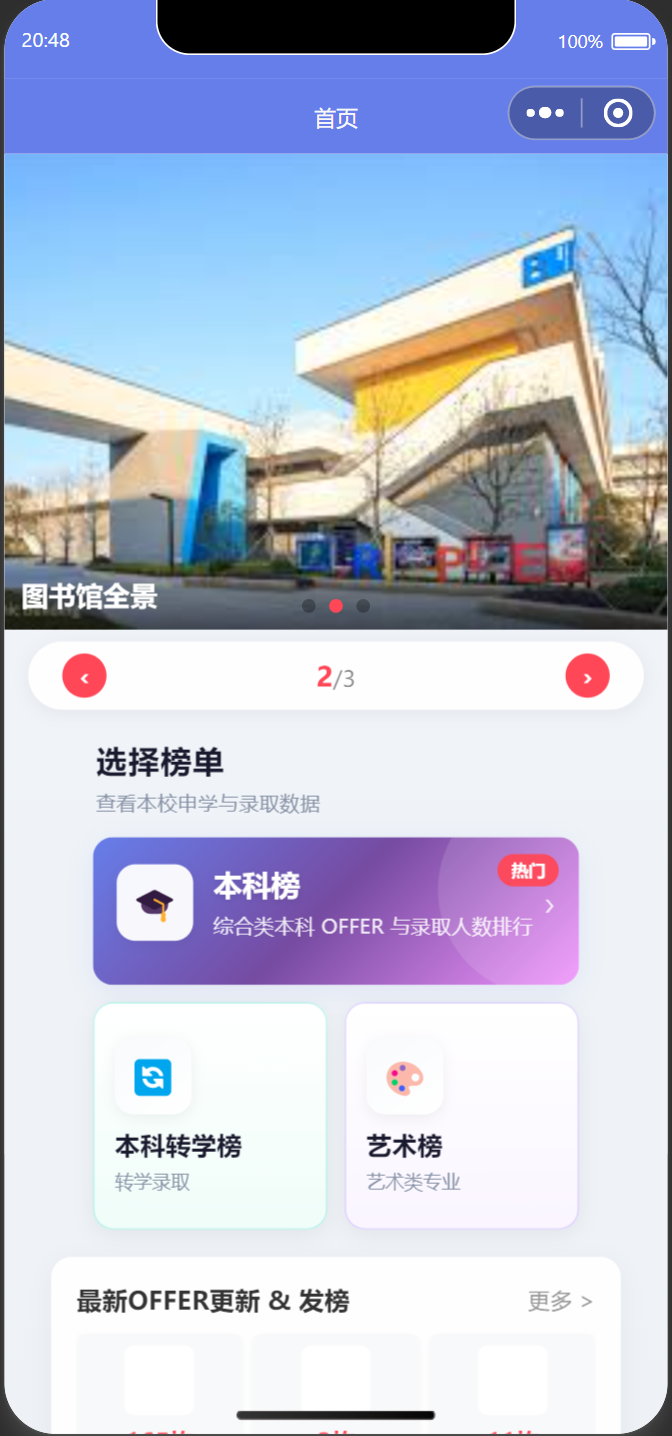 20:48
100%
首页
图书馆全景
‹
2/3
›
选择榜单
查看本校申学与录取数据
本科榜
热门
综合类本科 OFFER 与录取人数排行
›
本科转学榜
转学录取
艺术榜
艺术类专业
最新OFFER更新 & 发榜
更多 >